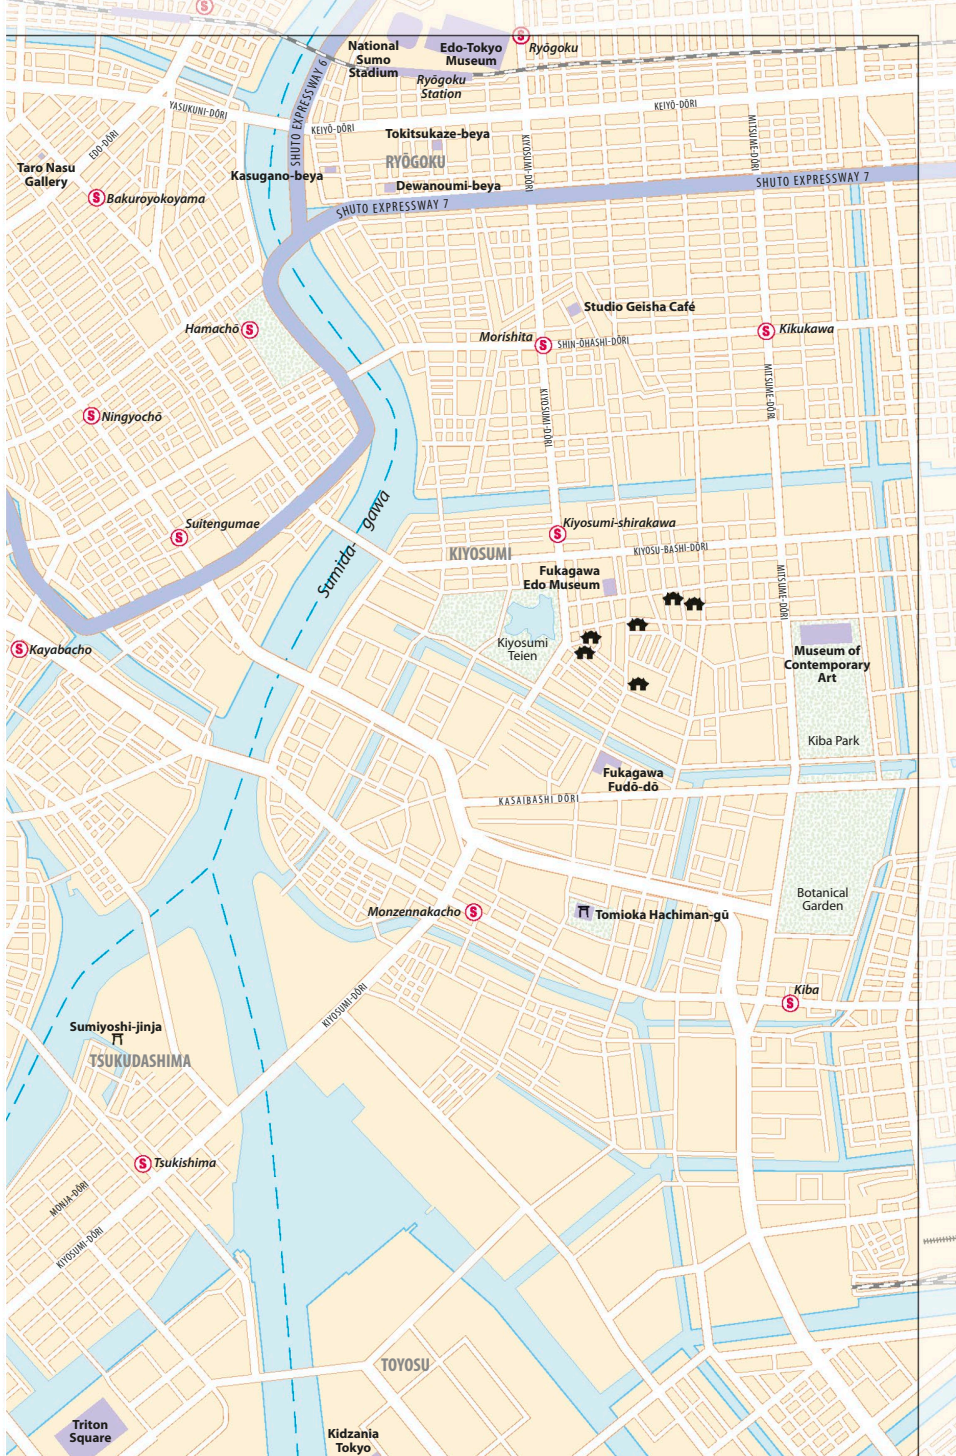 National
Sumo
Stadium
Edo-Tokyo
Museum
Ryōgoku
Ryōgoku
Station
SHUTO EXPRESSWAY 6
YASUKUNI-DŌRI
KEIYŌ-DŌRI
KEIYŌ-DŌRI
EDO-DŌRI
Tokitsukaze-beya
RYŌGOKU
KIYOSUMI-DŌRI
MITSUME-DŌRI
Taro Nasu
Gallery
Kasugano-beya
Dewanoumi-beya
SHUTO EXPRESSWAY 7
SHUTO EXPRESSWAY 7
Bakuroyokoyama
Studio Geisha Café
Hamachō
Morishita
SHIN-ŌHASHI-DŌRI
Kikukawa
KIYOSUMI-DŌRI
MITSUME-DŌRI
Ningyochō
Suitengumae
Sumida-gawa
Kiyosumi-shirakawa
KIYOSUMI
KIYOSU-BASHI-DŌRI
Fukagawa
Edo Museum
MITSUME-DŌRI
Kayabacho
Kiyosumi
Teien
Museum of
Contemporary
Art
Kiba Park
Fukagawa
Fudō-dō
KASAIBASHI DŌRI
Botanical
Garden
Monzennakacho
Tomioka Hachiman-gū
KIYOSUMI-DŌRI
Kiba
Sumiyoshi-jinja
TSUKUDASHIMA
Tsukishima
MONJA-DŌRI
KIYOSUMI-DŌRI
TOYOSU
Triton
Square
Kidzania
Tokyo